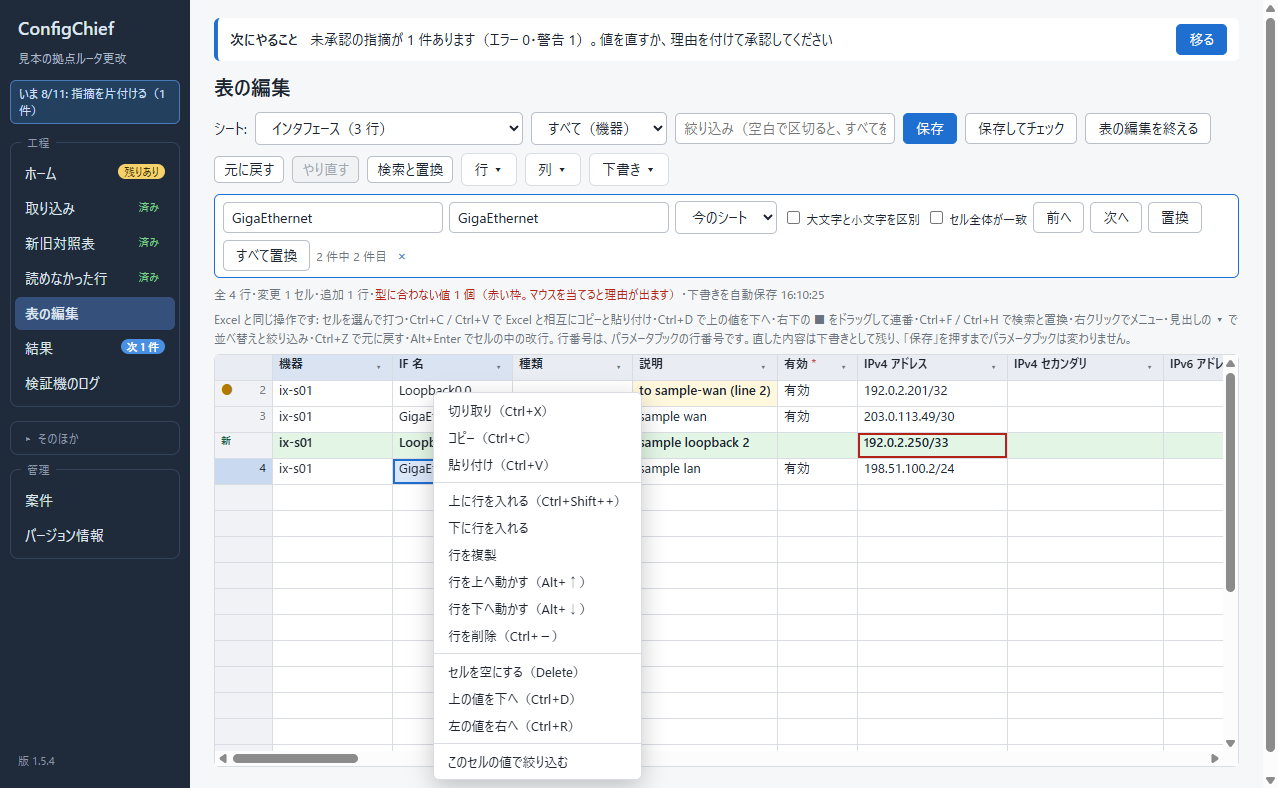 ConfigChief
見本の拠点ルータ更改
いま 8/11: 指摘を片付ける（1
件）
工程
ホーム 残りあり
取り込み 済み
新旧対照表 済み
読めなかった行 済み
表の編集
結果 次 1 件
検証機のログ
▸ そのほか
管理
案件
バージョン情報
版 1.5.4
次にやること 未承認の指摘が 1 件あります（エラー 0・警告 1）。値を直すか、理由を付けて承認してください 移る
表の編集
シート: インタフェース（3 行） すべて（機器） 絞り込み（空白で区切ると、すべてを 保存 保存してチェック 表の編集を終える
元に戻す やり直す 検索と置換 行 ▾ 列 ▾ 下書き ▾
GigaEthernet GigaEthernet 今のシート 大文字と小文字を区別 セル全体が一致 前へ 次へ 置換
すべて置換 2 件中 2 件目 ×
全 4 行・変更 1 セル・追加 1 行・型に合わない値 1 個（赤い枠。マウスを当てると理由が出ます）・下書きを自動保存 16:10:25
Excel と同じ操作です: セルを選んで打つ・Ctrl+C / Ctrl+V で Excel と相互にコピーと貼り付け・Ctrl+D で上の値を下へ・右下の ■ をドラッグして連番・Ctrl+F / Ctrl+H で検索と置換・右クリックでメニュー・見出しの ▾ で
並べ替えと絞り込み・Ctrl+Z で元に戻す・Alt+Enter でセルの中の改行。行番号は、パラメータブックの行番号です。直した内容は下書きとして残り、「保存」を押すまでパラメータブックは変わりません。
機器 IF 名 種類 説明 有効 * IPv4 アドレス IPv4 セカンダリ IPv6 アドレ
2 ix-s01 Loopback0.0 to sample-wan (line 2) 有効 192.0.2.201/32
3 ix-s01 GigaE sample wan 有効 203.0.113.49/30
新 ix-s01 Loopb sample loopback 2 192.0.2.250/33
4 ix-s01 GigaE sample lan 有効 198.51.100.2/24
切り取り（Ctrl+X）
コピー（Ctrl+C）
貼り付け（Ctrl+V）
上に行を入れる（Ctrl+Shift++）
下に行を入れる
行を複製
行を上へ動かす（Alt+↑）
行を下へ動かす（Alt+↓）
行を削除（Ctrl+−）
セルを空にする（Delete）
上の値を下へ（Ctrl+D）
左の値を右へ（Ctrl+R）
このセルの値で絞り込む